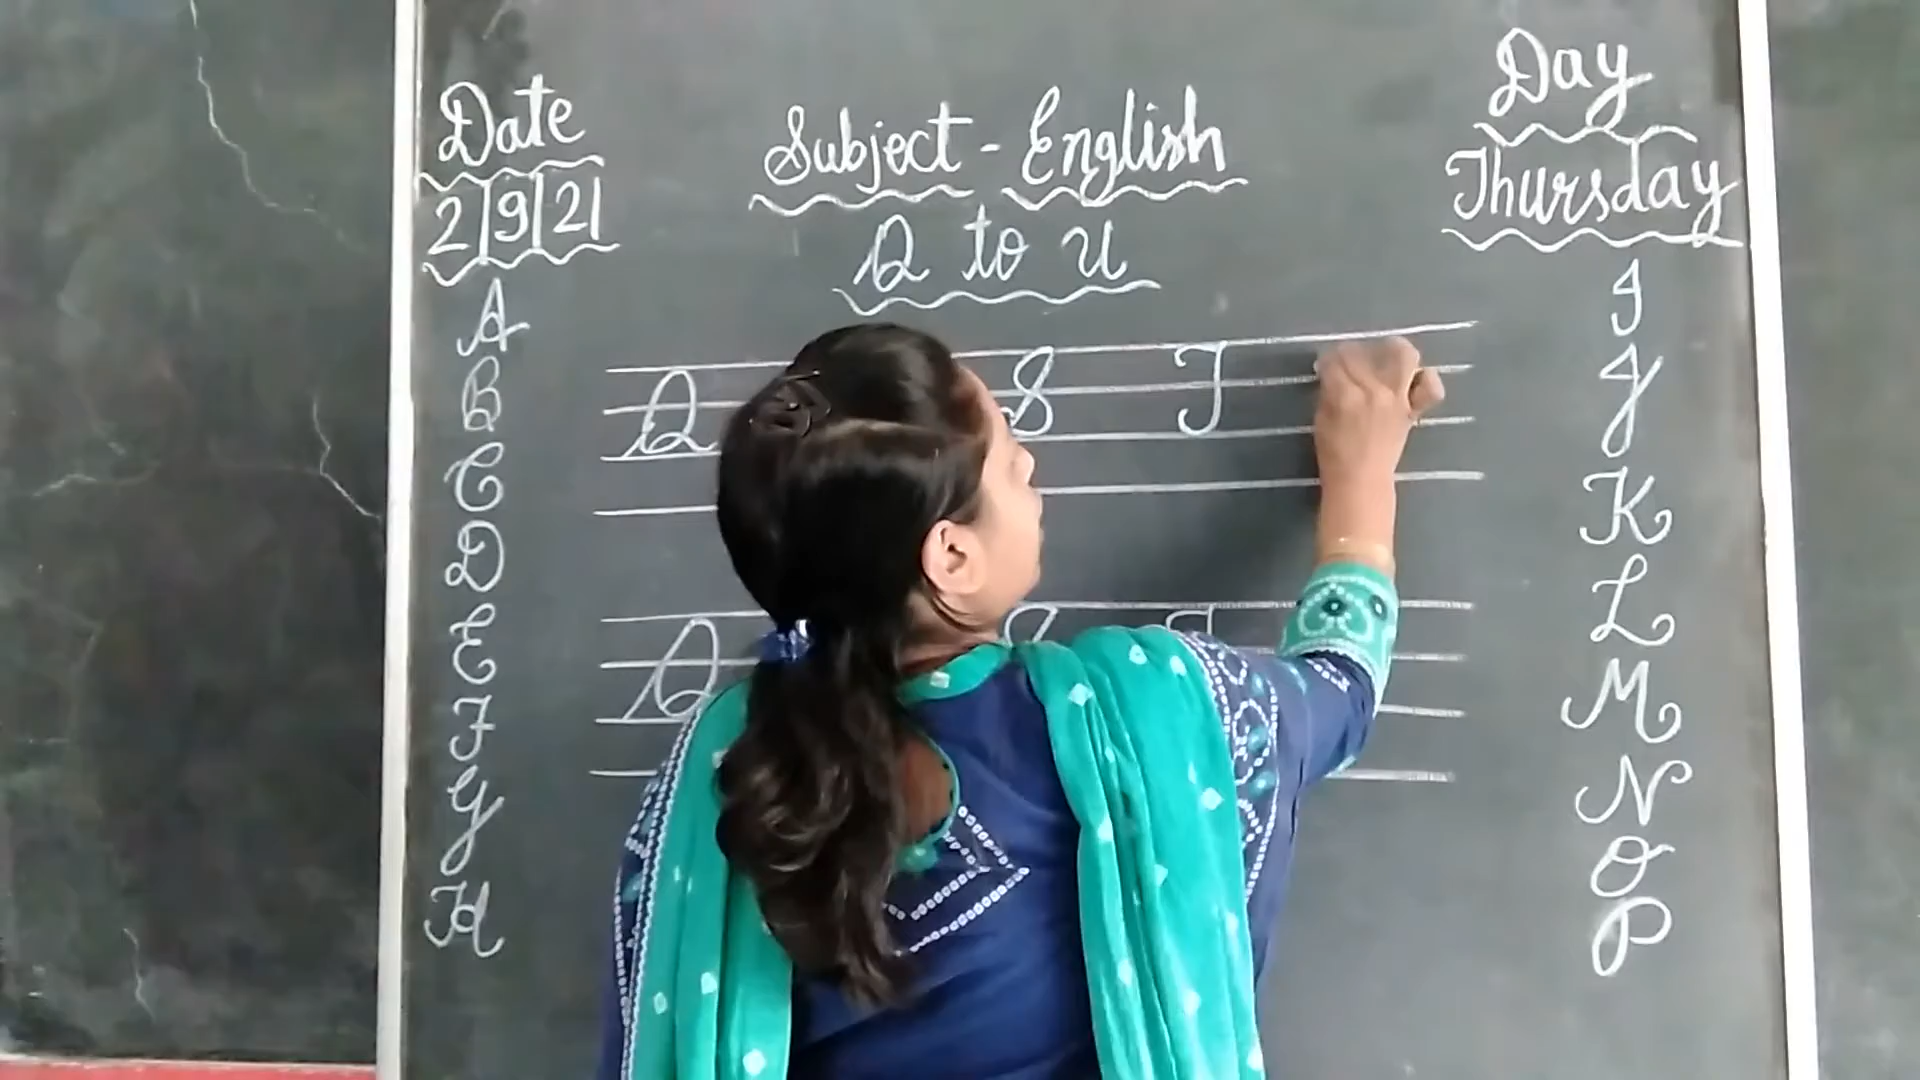 Date
2|9|21
Subject - English
Q to U
Day
Thursday
A
B
C
D
E
F
G
H
Q S T
Q S T
I
J
K
L
M
N
O
P